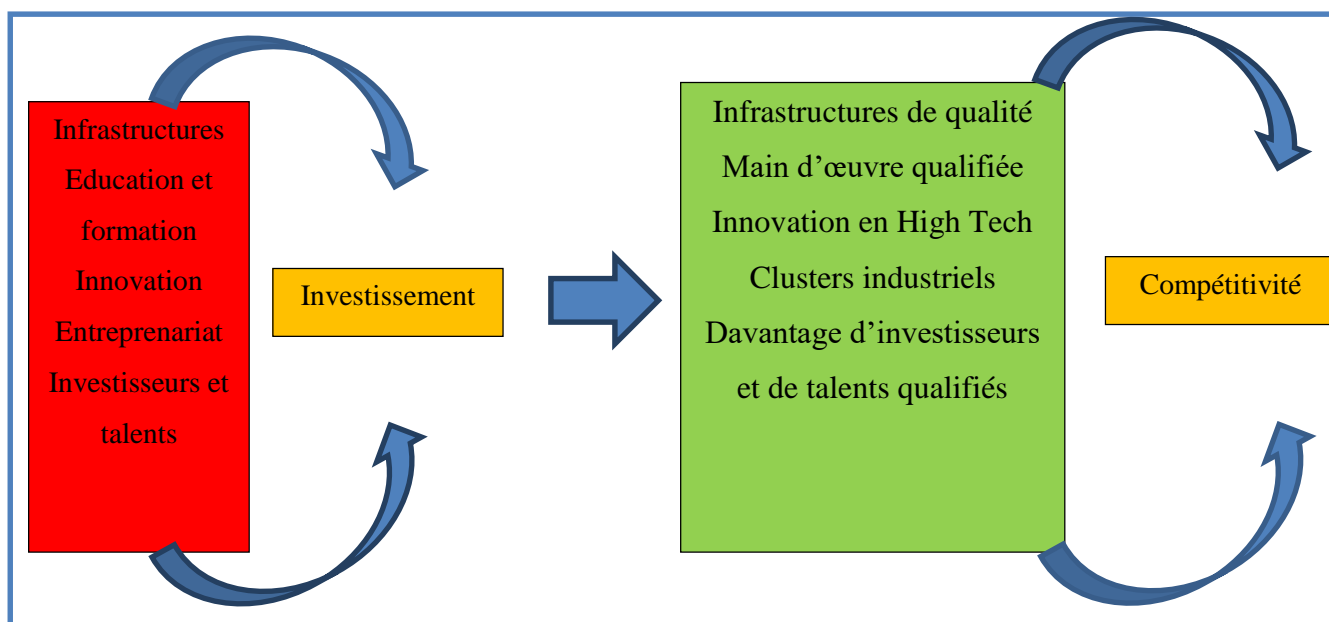 Infrastructures
Education et
formation
Innovation
Entreprenariat
Investisseurs et
talents
Investissement
Infrastructures de qualité
Main d’œuvre qualifiée
Innovation en High Tech
Clusters industriels
Davantage d’investisseurs
et de talents qualifiés
Compétitivité